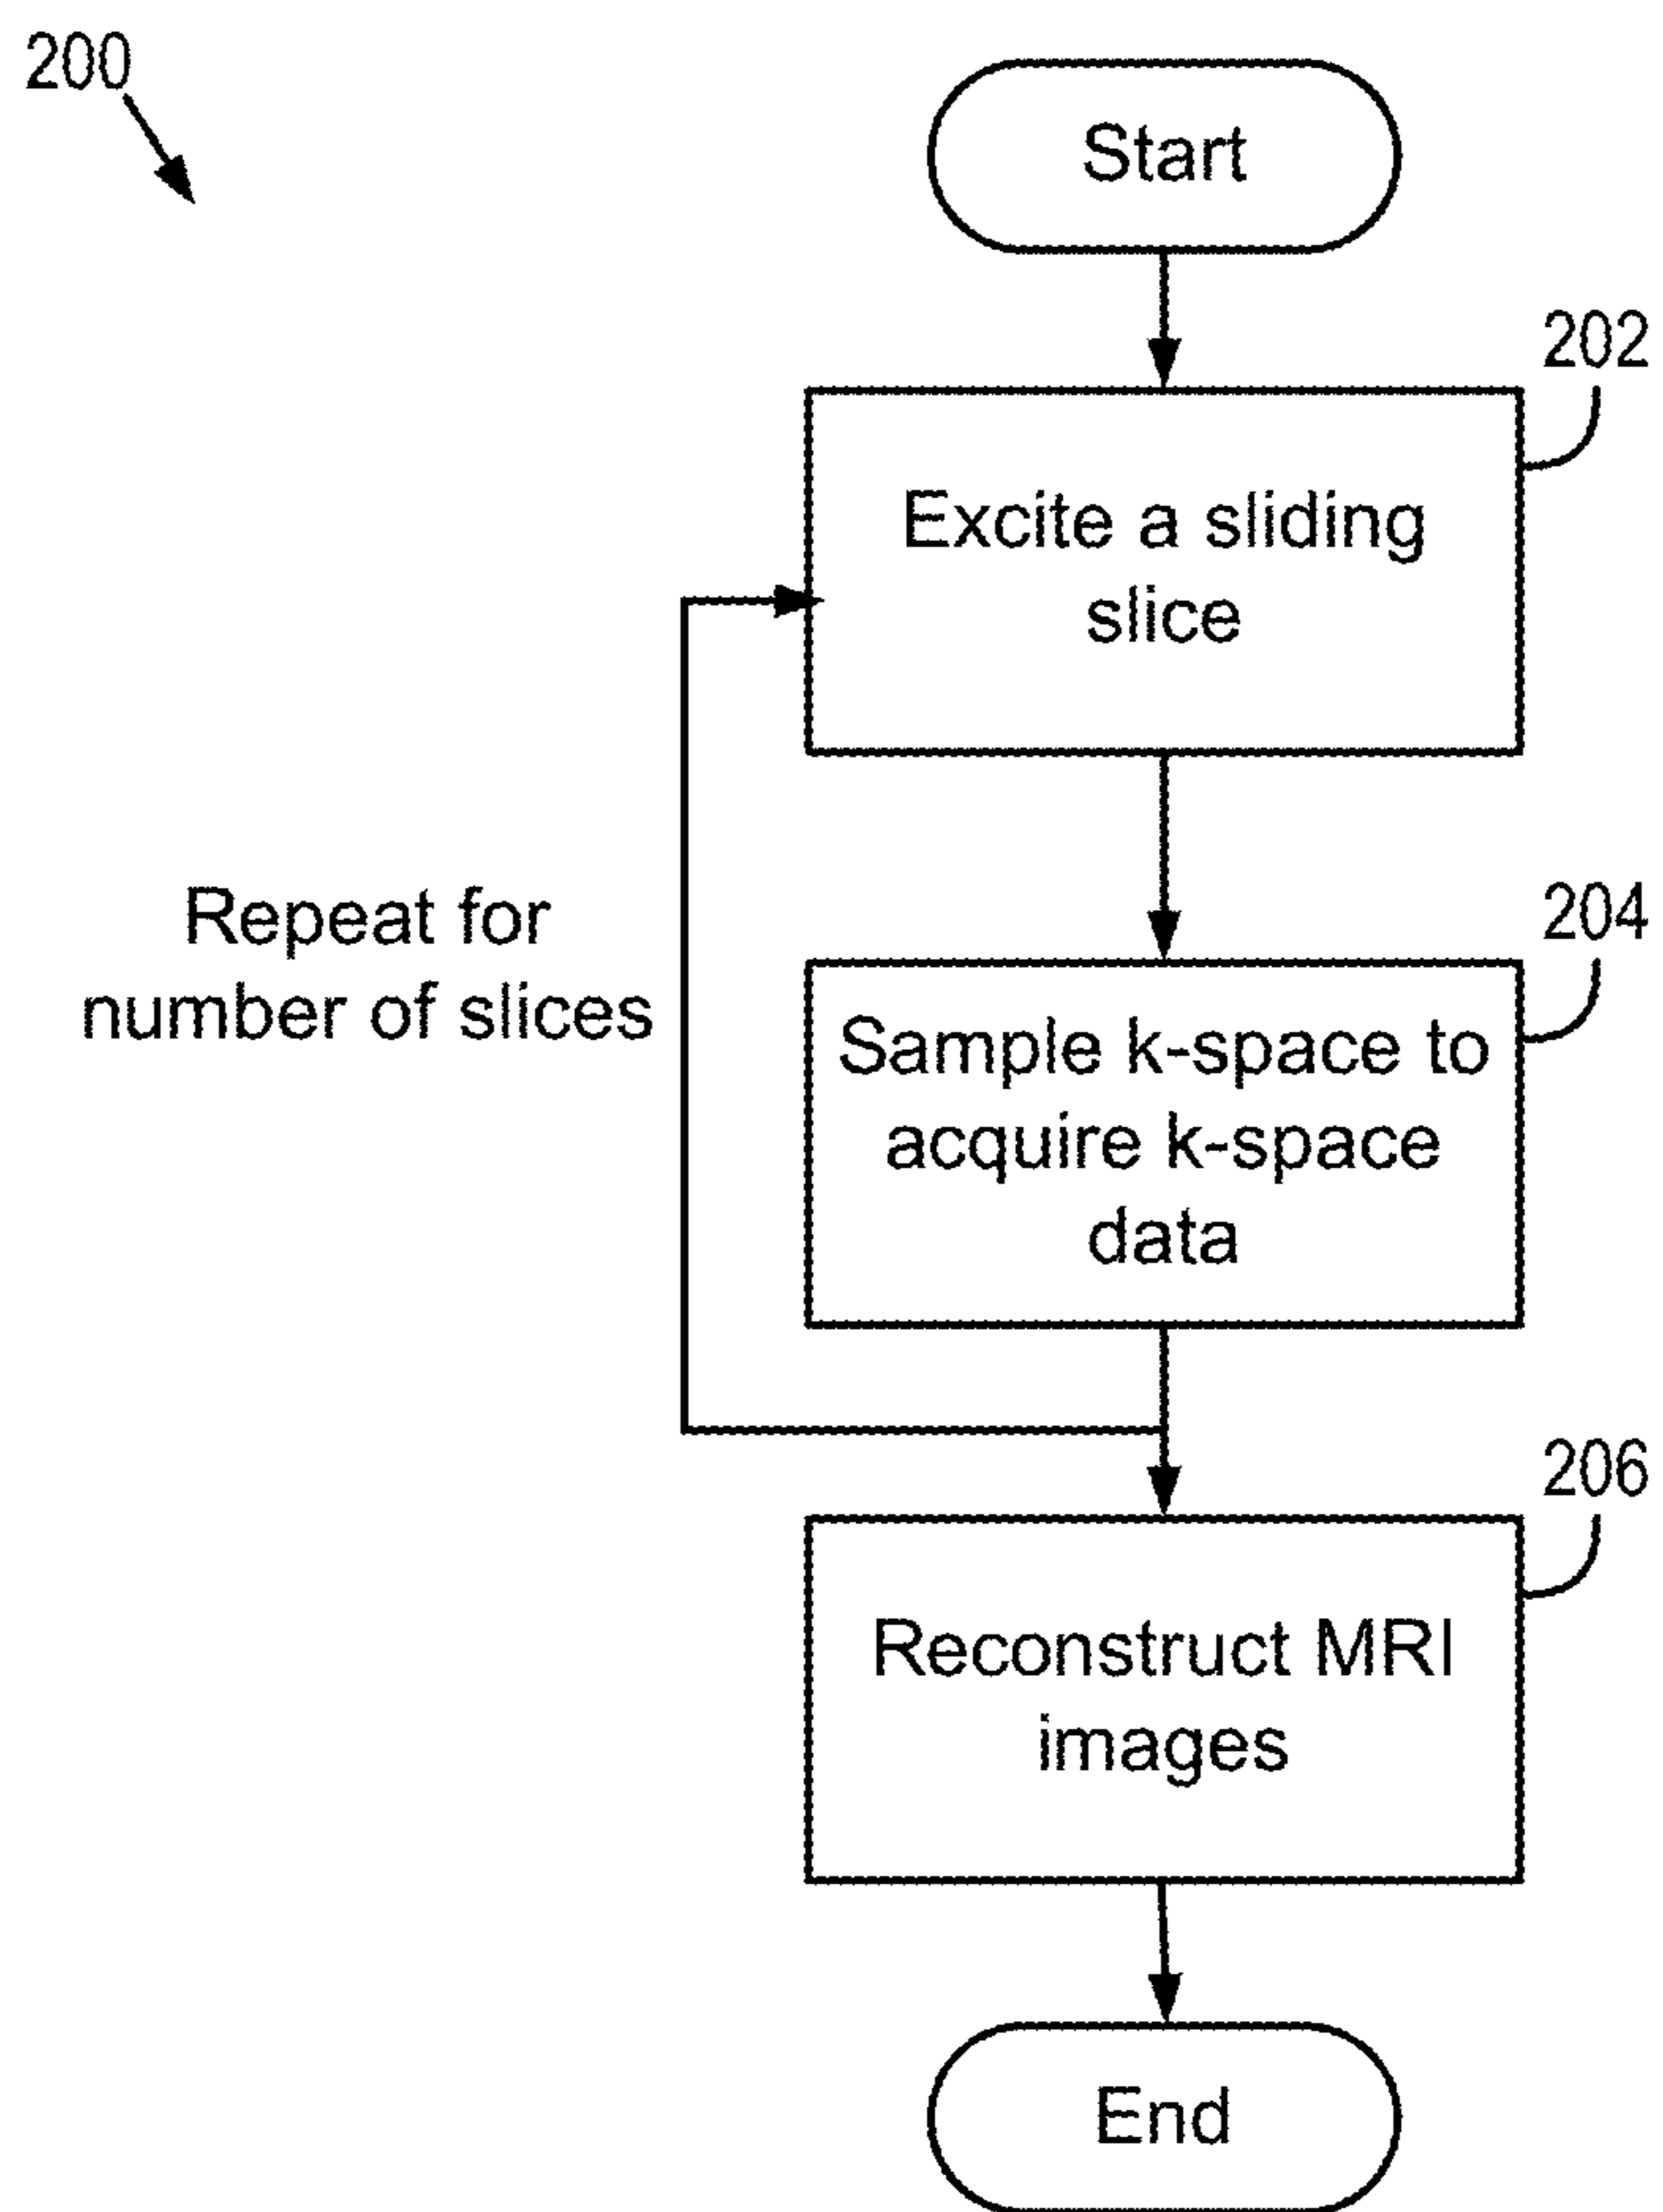 200
Start
202
Excite a sliding
slice
Repeat for
number of slices
204
Sample k-space to
acquire k-space
data
206
Reconstruct MRI
images
End